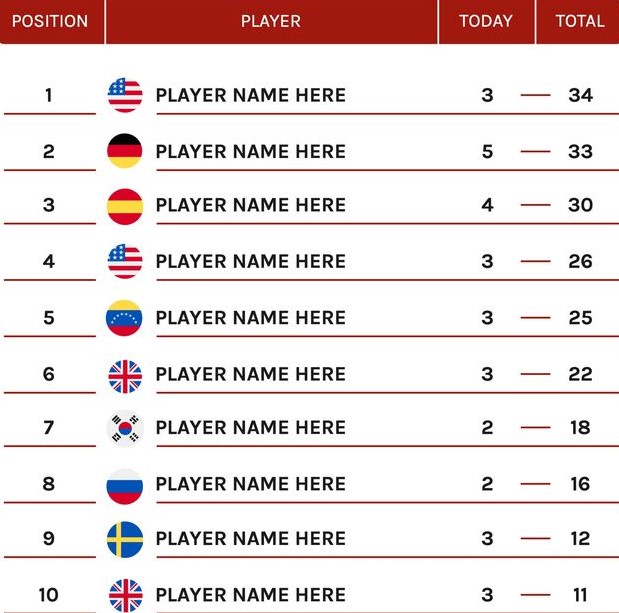 POSITION PLAYER TODAY TOTAL
1 PLAYER NAME HERE 3 — 34
2 PLAYER NAME HERE 5 — 33
3 PLAYER NAME HERE 4 — 30
4 PLAYER NAME HERE 3 — 26
5 PLAYER NAME HERE 3 — 25
6 PLAYER NAME HERE 3 — 22
7 PLAYER NAME HERE 2 — 18
8 PLAYER NAME HERE 2 — 16
9 PLAYER NAME HERE 3 — 12
10 PLAYER NAME HERE 3 — 11